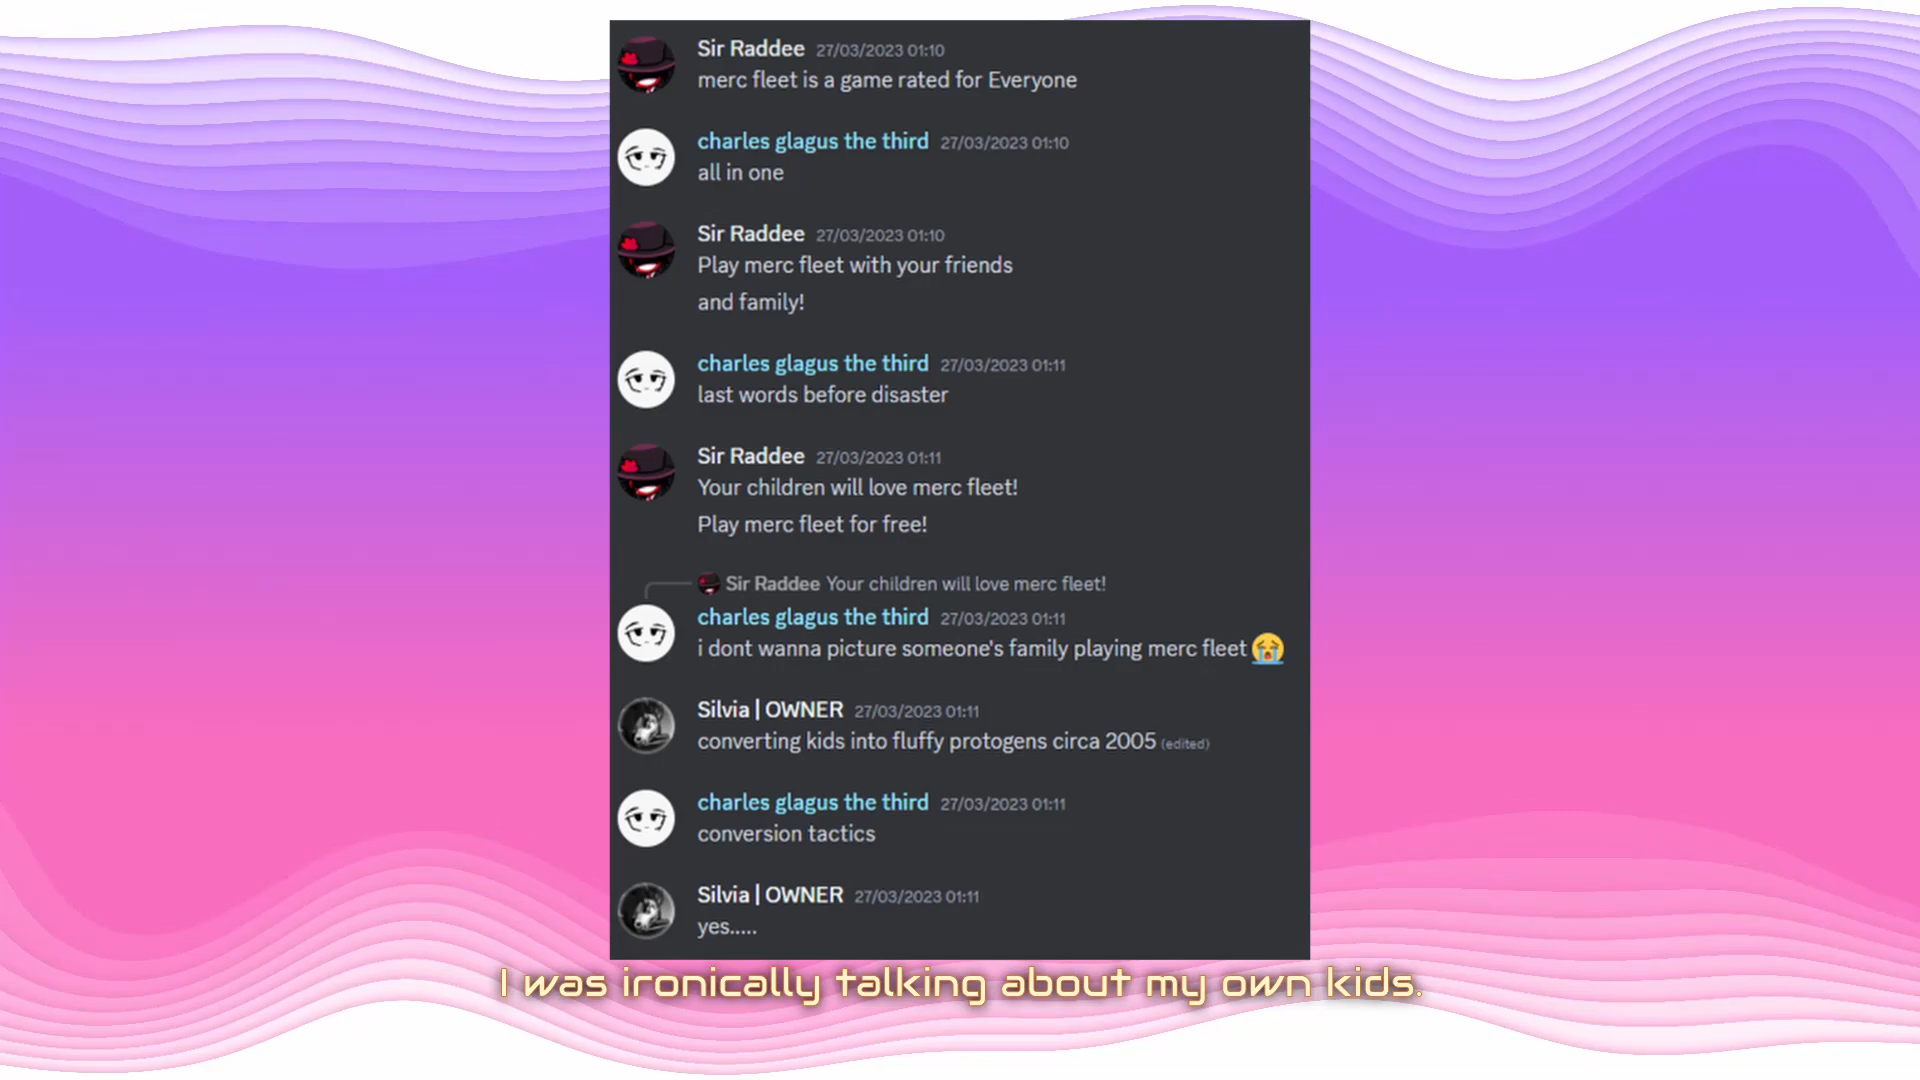 Sir Raddee 27/03/2023 01:10
merc fleet is a game rated for Everyone
charles glagus the third 27/03/2023 01:10
all in one
Sir Raddee 27/03/2023 01:10
Play merc fleet with your friends
and family!
charles glagus the third 27/03/2023 01:11
last words before disaster
Sir Raddee 27/03/2023 01:11
Your children will love merc fleet!
Play merc fleet for free!
Sir Raddee Your children will love merc fleet!
charles glagus the third 27/03/2023 01:11
i dont wanna picture someone's family playing merc fleet 😭
Silvia | OWNER 27/03/2023 01:11
converting kids into fluffy protogens circa 2005 (edited)
charles glagus the third 27/03/2023 01:11
conversion tactics
Silvia | OWNER 27/03/2023 01:11
yes.....
I was ironically talking about my own kids.